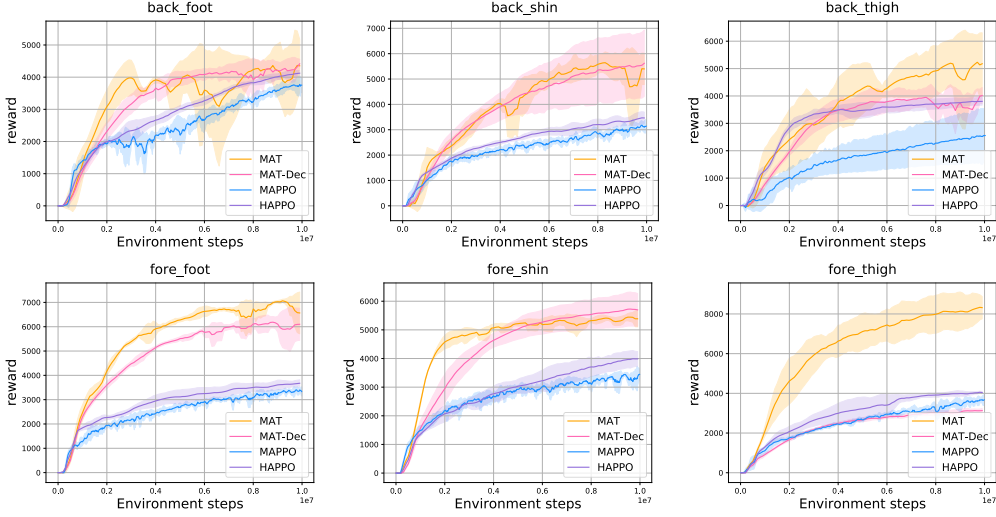 back_foot
reward
5000
4000
3000
2000
1000
0
0.0 0.2 0.4 0.6 0.8 1.0
1e7
Environment steps
MAT
MAT-Dec
MAPPO
HAPPO
back_shin
reward
7000
6000
5000
4000
3000
2000
1000
0
0.0 0.2 0.4 0.6 0.8 1.0
1e7
Environment steps
MAT
MAT-Dec
MAPPO
HAPPO
back_thigh
reward
6000
5000
4000
3000
2000
1000
0
0.0 0.2 0.4 0.6 0.8 1.0
1e7
Environment steps
MAT
MAT-Dec
MAPPO
HAPPO
fore_foot
reward
7000
6000
5000
4000
3000
2000
1000
0
0.0 0.2 0.4 0.6 0.8 1.0
1e7
Environment steps
MAT
MAT-Dec
MAPPO
HAPPO
fore_shin
reward
6000
5000
4000
3000
2000
1000
0
0.0 0.2 0.4 0.6 0.8 1.0
1e7
Environment steps
MAT
MAT-Dec
MAPPO
HAPPO
fore_thigh
reward
8000
6000
4000
2000
0
0.0 0.2 0.4 0.6 0.8 1.0
1e7
Environment steps
MAT
MAT-Dec
MAPPO
HAPPO